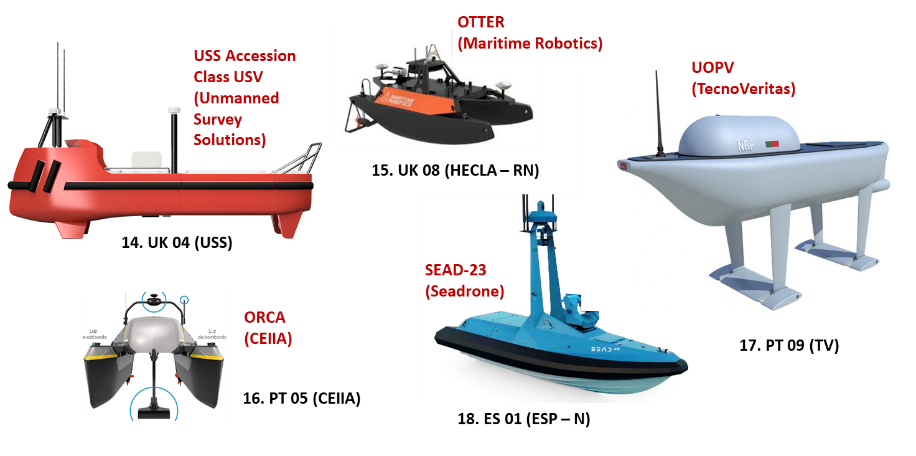 OTTER
(Maritime Robotics)
USS Accession
Class USV
(Unmanned
Survey
Solutions)
UOPV
(TecnoVeritas)
NRP
MARITIME
ROBOTICS
15. UK 08 (HECLA – RN)
14. UK 04 (USS)
SEAD-23
(Seadrone)
ORCA
(CEIIA)
Luz
Luz
de bombordo
17. PT 09 (TV)
16. PT 05 (CEIIA)
18. ES 01 (ESP – N)